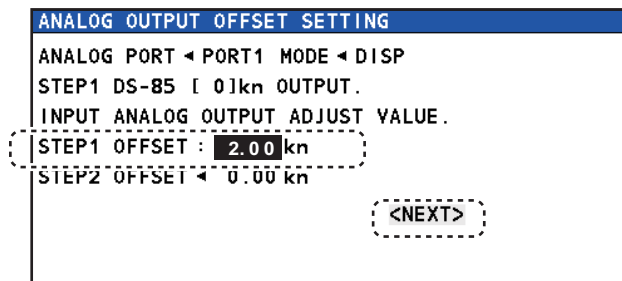 ANALOG OUTPUT OFFSET SETTING
ANALOG PORT ◄ PORT1 MODE ◄ DISP
STEP1 DS-85 [ 0]kn OUTPUT.
INPUT ANALOG OUTPUT ADJUST VALUE.
STEP1 OFFSET : 2.00 kn
STEP2 OFFSET ◄ 0.00 kn
<NEXT>